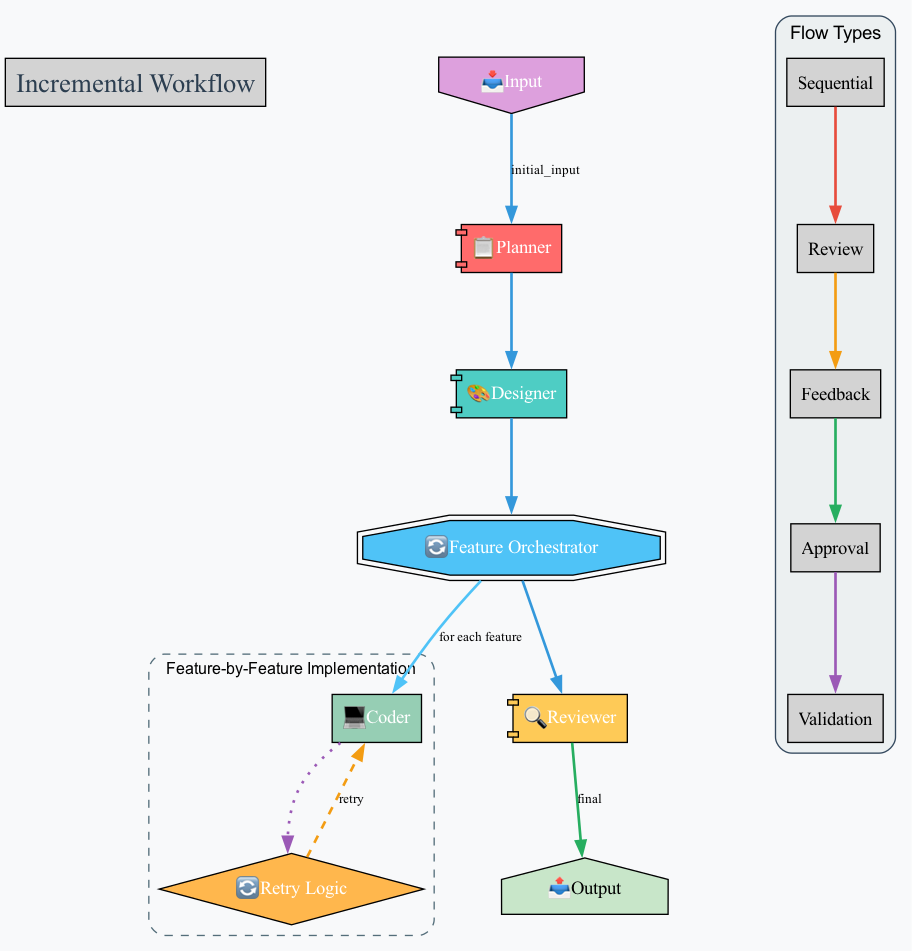 Incremental Workflow
Input
initial_input
Planner
Designer
Feature Orchestrator
for each feature
Feature-by-Feature Implementation
Coder
Reviewer
retry
final
Retry Logic
Output
Flow Types
Sequential
Review
Feedback
Approval
Validation